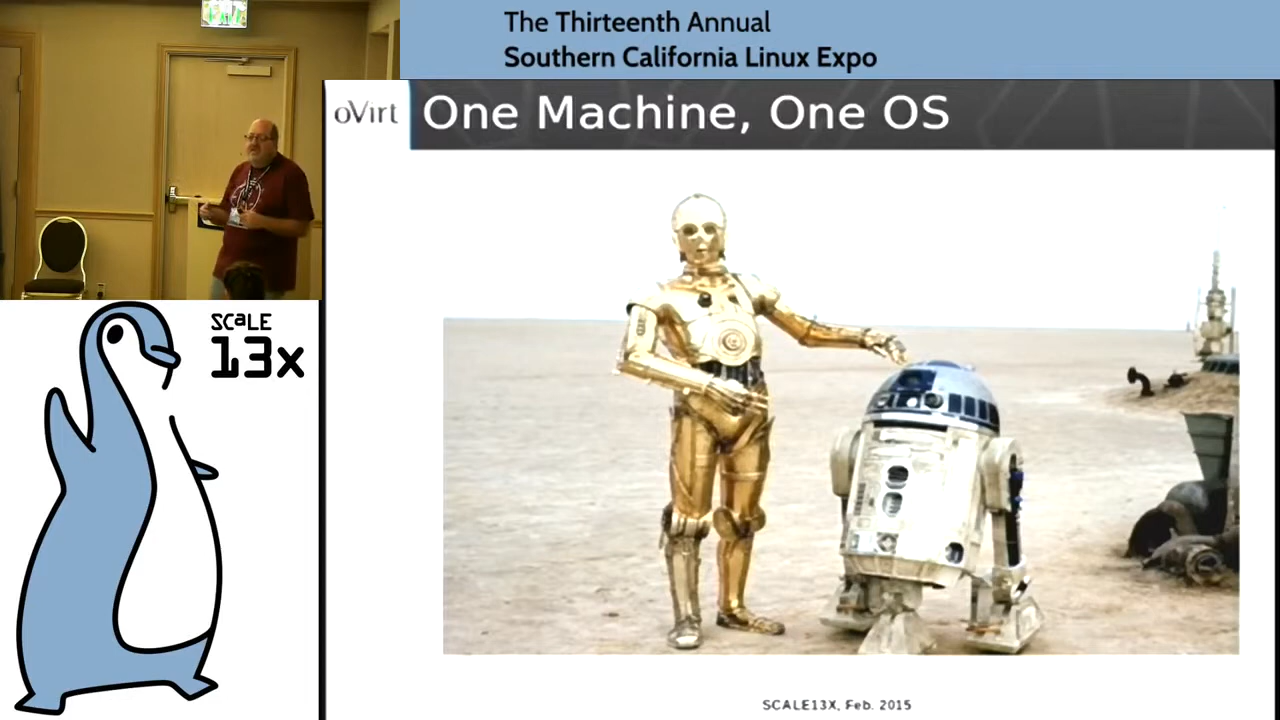 The Thirteenth Annual
Southern California Linux Expo
oVirt
One Machine, One OS
SCaLE
13x
SCALE13X, Feb. 2015